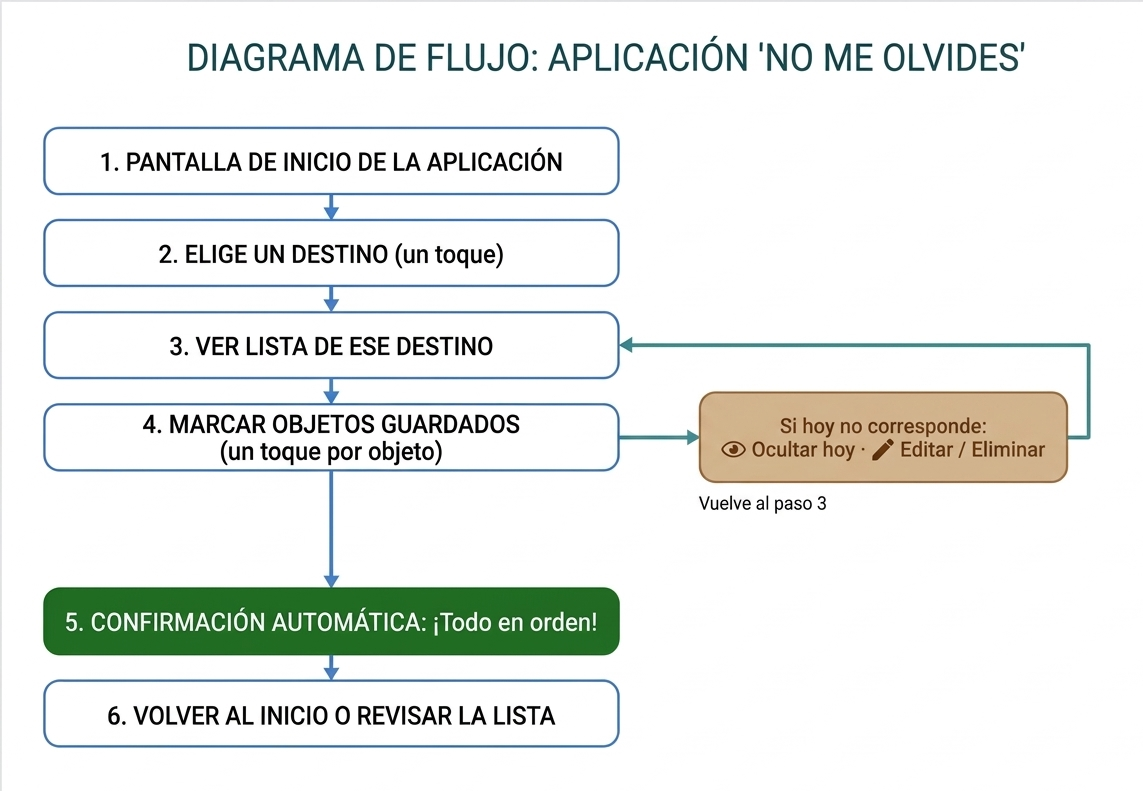 DIAGRAMA DE FLUJO: APLICACIÓN 'NO ME OLVIDES'
1. PANTALLA DE INICIO DE LA APLICACIÓN
2. ELIGE UN DESTINO (un toque)
3. VER LISTA DE ESE DESTINO
4. MARCAR OBJETOS GUARDADOS
(un toque por objeto)
Si hoy no corresponde:
Ocultar hoy · Editar / Eliminar
Vuelve al paso 3
5. CONFIRMACIÓN AUTOMÁTICA: ¡Todo en orden!
6. VOLVER AL INICIO O REVISAR LA LISTA